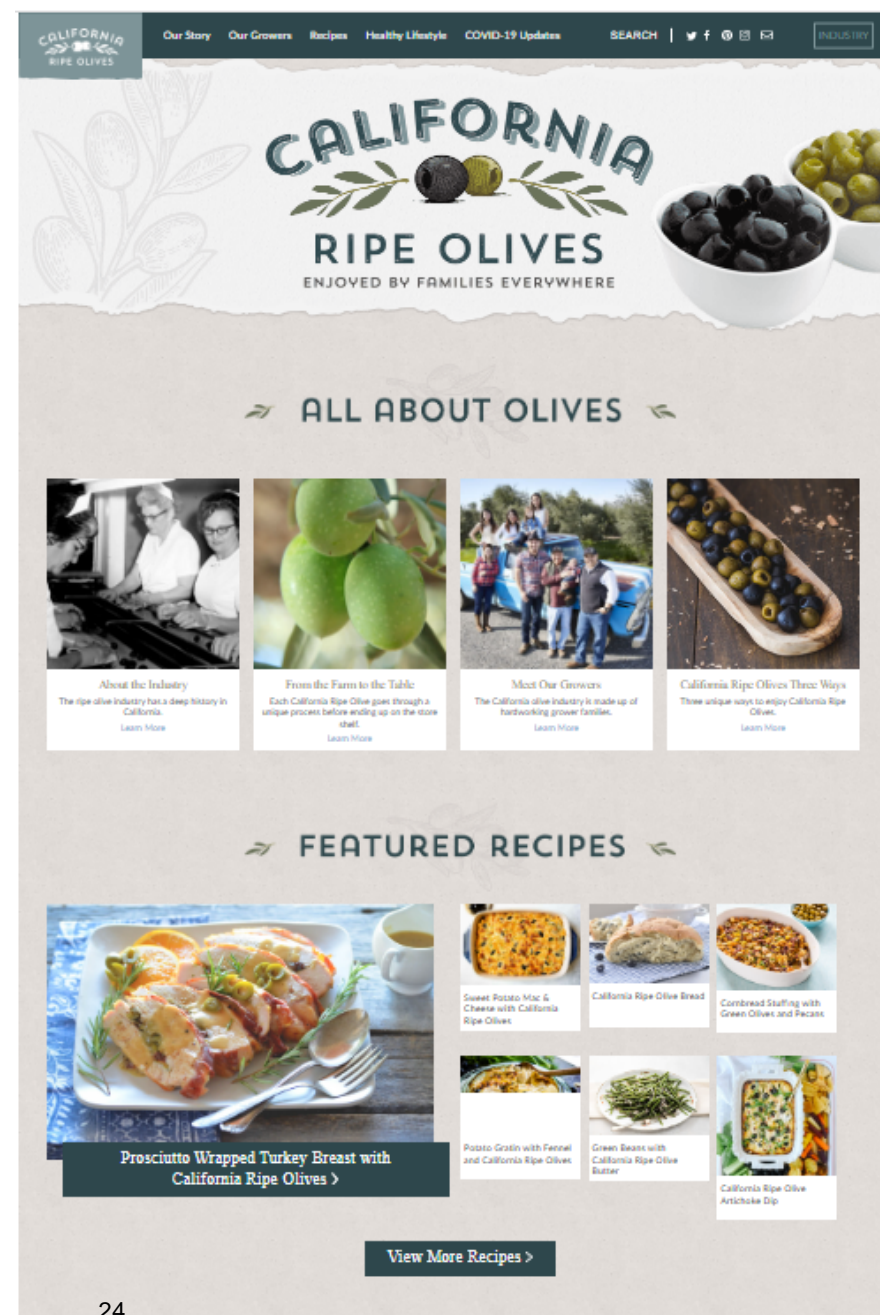 CALIFORNIA
RIPE OLIVES
Our Story Our Growers Recipes Healthy Lifestyle COVID-19 Updates SEARCH INDUSTRY
CALIFORNIA
RIPE OLIVES
ENJOYED BY FAMILIES EVERYWHERE
ALL ABOUT OLIVES
About the Industry
The ripe olive industry has a deep history in
California.
Learn More
From the Farm to the Table
Each California Ripe Olive goes through a
unique process before ending up on the store
shelf.
Learn More
Meet Our Growers
The California olive industry is made up of
hardworking grower families.
Learn More
California Ripe Olives Three Ways
Three unique ways to enjoy California Ripe
Olives.
Learn More
FEATURED RECIPES
Prosciutto Wrapped Turkey Breast with
California Ripe Olives >
Sweet Potato Mac &
Cheese with California
Ripe Olives
California Ripe Olive Bread
Cornbread Stuffing with
Green Olives and Pecans
Potato Gratin with Fennel
and California Ripe Olives
Green Beans with
California Ripe Olive
Butter
California Ripe Olive
Artichoke Dip
View More Recipes >
24